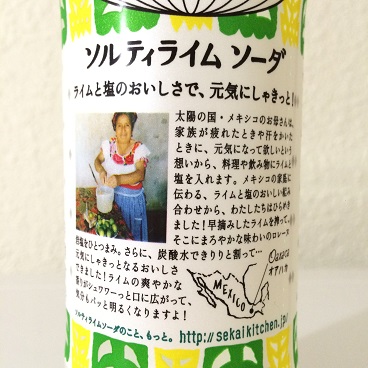 ソルティライム ソーダ
ライムと塩のおいしさで、元気にしゃきっと!
太陽の国・メキシコのお母さんは、
家族が疲れたときや汗をかいた
ときに、元気になって欲しいという
想いから、料理や飲み物にライムと
塩を入れます。メキシコの家族に
伝わる、ライムと塩のおいしい組み
合わせから、わたしたちはひらめき
ました!早摘みしたライムを搾って。
そこにまろやかな味わいのロレーヌ
岩塩をひとつまみ。さらに、炭酸水できりりと割って…
元気にしゃきっとなるおいしさ
できました!ライムの爽やかな
香りがシュワワーっと口に広がって、
気分もパッと明るくなりますよ!
Oaxaca
オアハカ
MEXICO
ソルティライムソーダのこと、もっと。 http://sekaikitchen.jp/